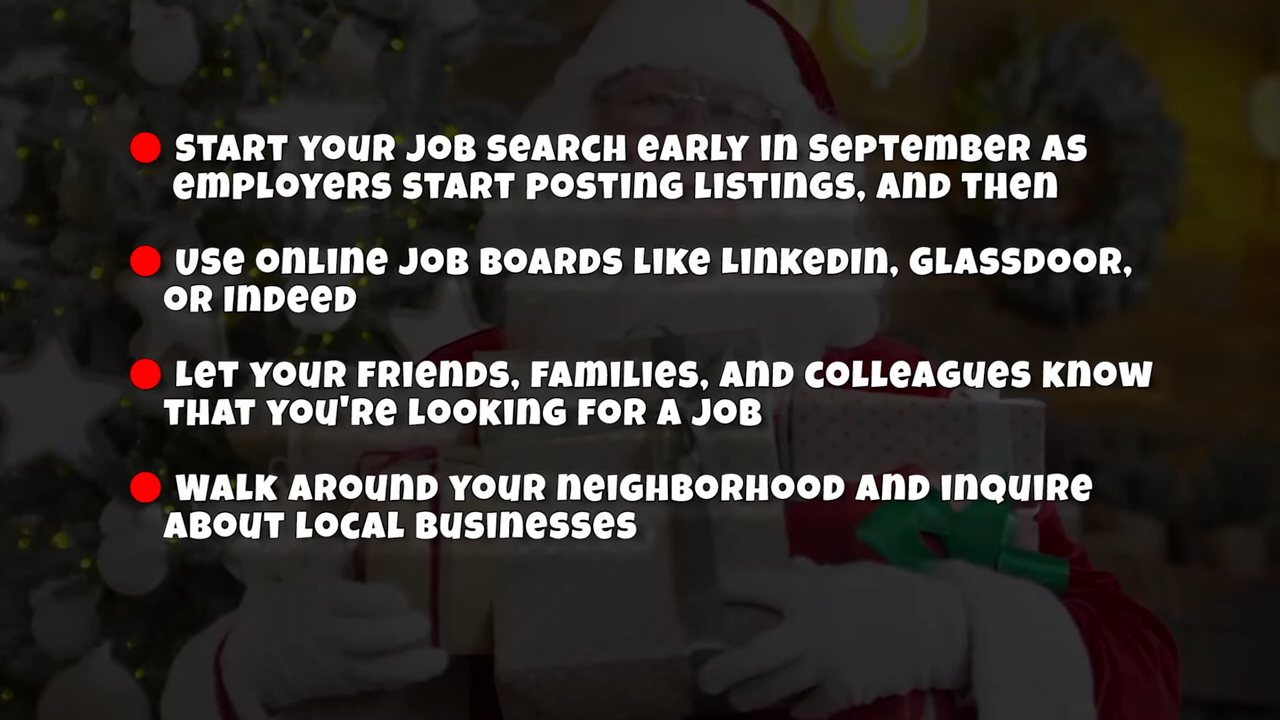 START YOUR JOB SEARCH EARLY IN SEPTEMBER AS
EMPLOYERS START POSTING LISTINGS, AND THEN
USE ONLINE JOB BOARDS LIKE LINKEDIN, GLASSDOOR,
OR INDEED
LET YOUR FRIENDS, FAMILIES, AND COLLEAGUES KNOW
THAT YOU'RE LOOKING FOR A JOB
WALK AROUND YOUR NEIGHBORHOOD AND INQUIRE
ABOUT LOCAL BUSINESSES